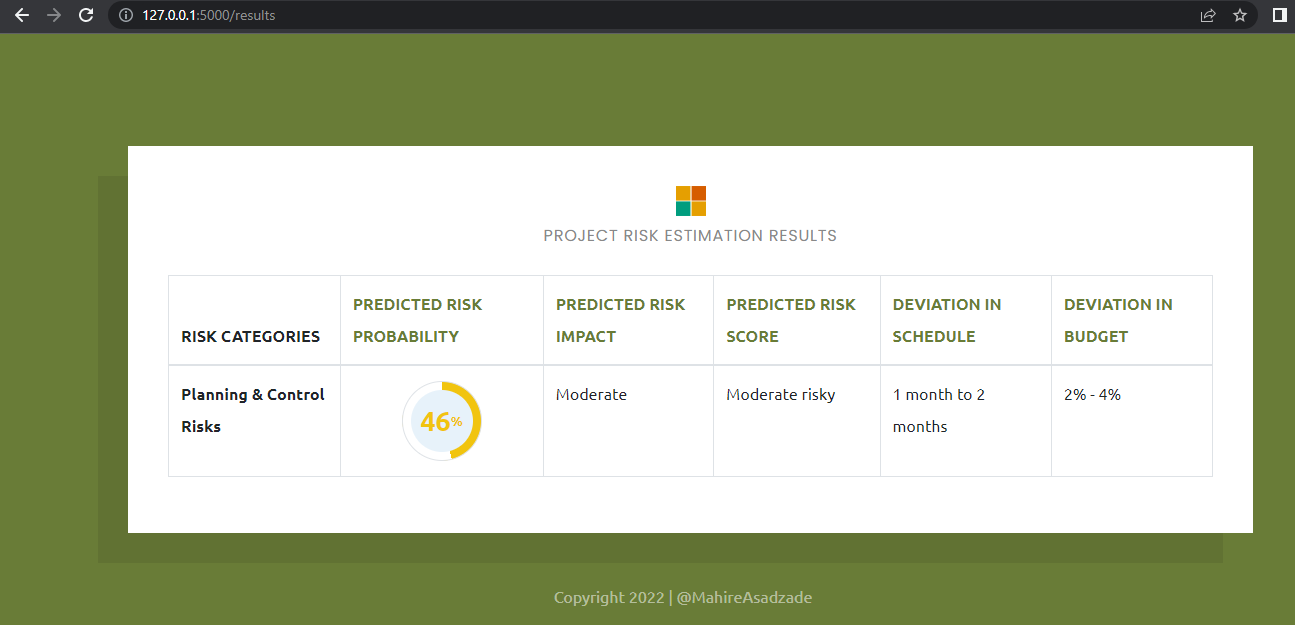 127.0.0.1:5000/results
PROJECT RISK ESTIMATION RESULTS
RISK CATEGORIES
PREDICTED RISK
PROBABILITY
PREDICTED RISK
IMPACT
PREDICTED RISK
SCORE
DEVIATION IN
SCHEDULE
DEVIATION IN
BUDGET
Planning & Control
Risks
46%
Moderate
Moderate risky
1 month to 2
months
2% - 4%
Copyright 2022 | @MahireAsadzade